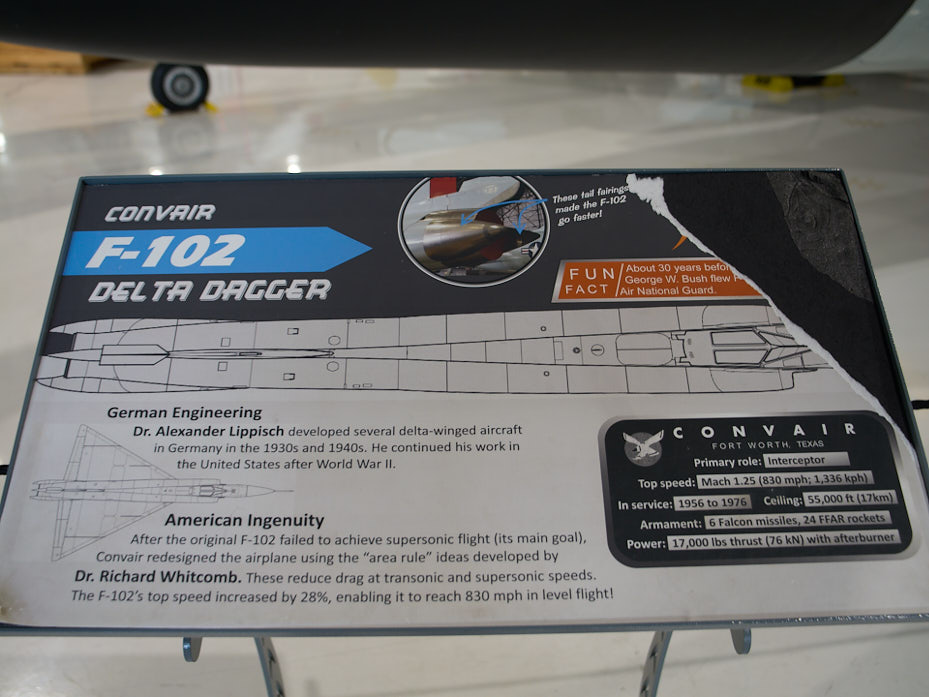 CONVAIR
F-102
DELTA DAGGER
These tail fairings
made the F-102
go faster!
FUN
FACT
About 30 years befor
George W. Bush flew
Air National Guard.
German Engineering
Dr. Alexander Lippisch developed several delta-winged aircraft
in Germany in the 1930s and 1940s. He continued his work in
the United States after World War II.
American Ingenuity
After the original F-102 failed to achieve supersonic flight (its main goal),
Convair redesigned the airplane using the "area rule" ideas developed by
Dr. Richard Whitcomb. These reduce drag at transonic and supersonic speeds.
The F-102's top speed increased by 28%, enabling it to reach 830 mph in level flight!
CONVAIR
FORT WORTH, TEXAS
Primary role: Interceptor
Top speed: Mach 1.25 (830 mph; 1,336 kph)
In service: 1956 to 1976 Ceiling: 55,000 ft (17km)
Armament: 6 Falcon missiles, 24 FFAR rockets
Power: 17,000 lbs thrust (76 kN) with afterburner